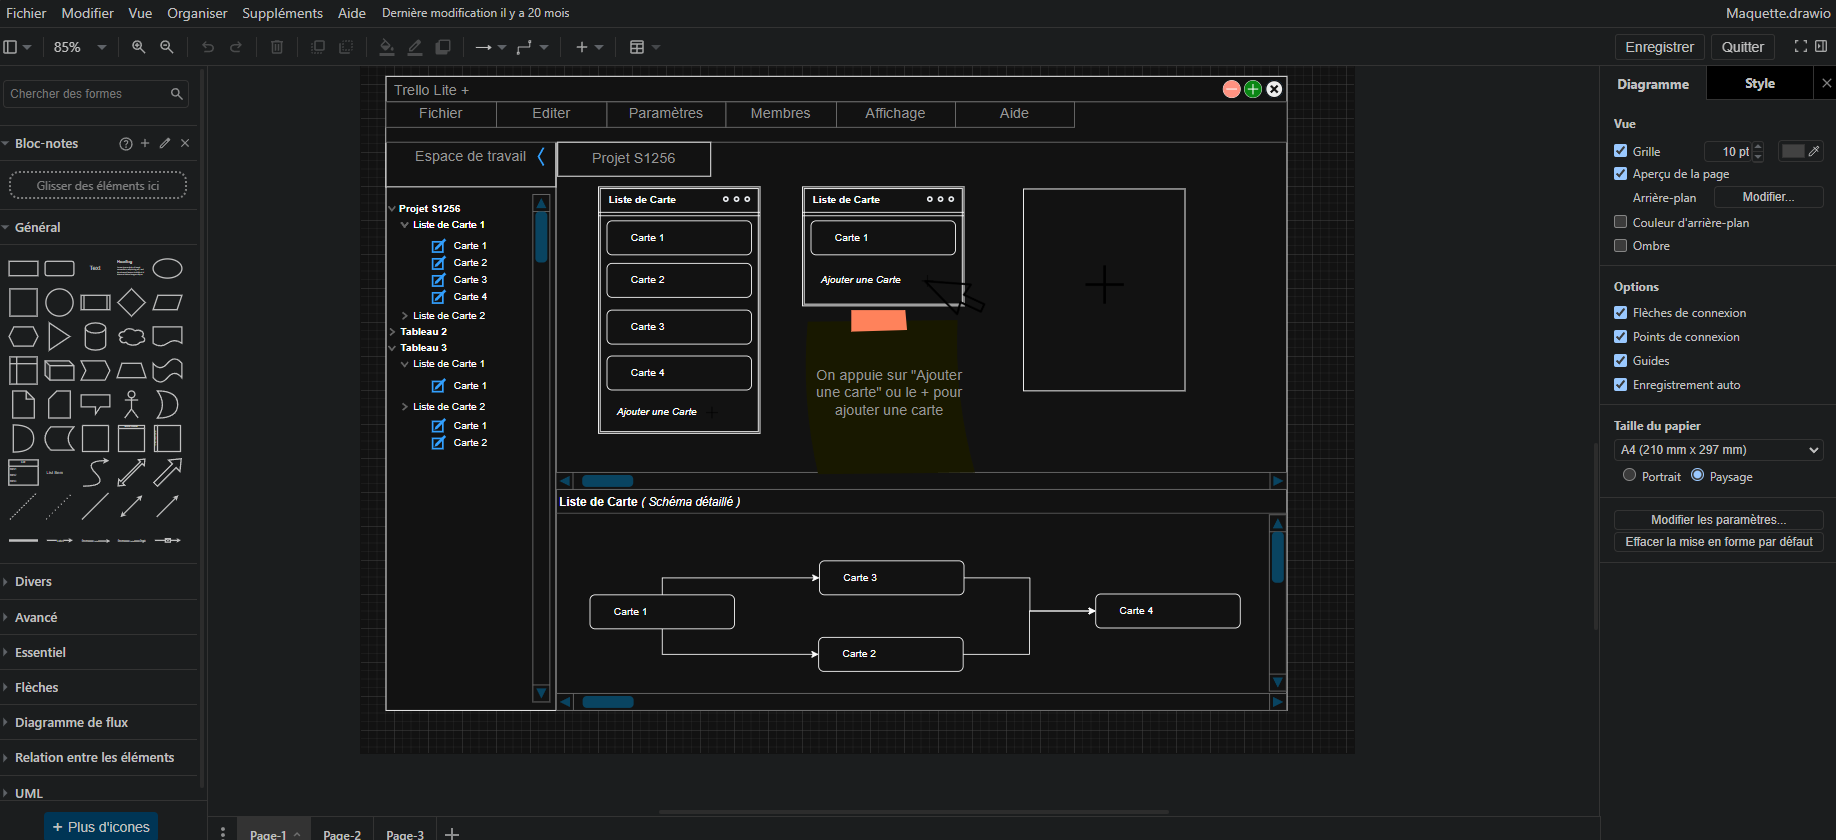 Fichier Modifier Vue Organiser Suppléments Aide Dernière modification il y a 20 mois
Maquette.drawio
85%
Enregistrer
Quitter
Chercher des formes
Bloc-notes
Glisser des éléments ici
Général
Text
Heading
List Item
Divers
Avancé
Essentiel
Flèches
Diagramme de flux
Relation entre les éléments
UML
+ Plus d'icones
Trello Lite +
Fichier
Editer
Paramètres
Membres
Affichage
Aide
Espace de travail
Projet S1256
Projet S1256
Liste de Carte 1
Carte 1
Carte 2
Carte 3
Carte 4
Liste de Carte 2
Tableau 2
Tableau 3
Liste de Carte 1
Carte 1
Liste de Carte 2
Carte 1
Carte 2
Liste de Carte
Carte 1
Carte 2
Carte 3
Carte 4
Ajouter une Carte
Liste de Carte
Carte 1
Ajouter une Carte
On appuie sur "Ajouter
une carte" ou le + pour
ajouter une carte
Liste de Carte ( Schéma détaillé )
Carte 1
Carte 3
Carte 2
Carte 4
Page-1
Page-2
Page-3
Diagramme
Style
Vue
Grille
10 pt
Aperçu de la page
Arrière-plan
Modifier...
Couleur d'arrière-plan
Ombre
Options
Flèches de connexion
Points de connexion
Guides
Enregistrement auto
Taille du papier
A4 (210 mm x 297 mm)
Portrait
Paysage
Modifier les paramètres...
Effacer la mise en forme par défaut